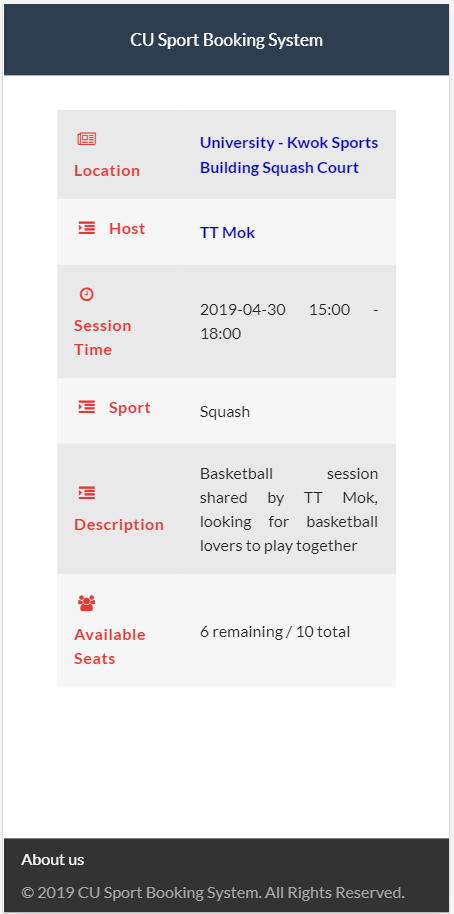 CU Sport Booking System
Location
University - Kwok Sports
Building Squash Court
Host
TT Mok
Session
Time
2019-04-30 15:00 -
18:00
Sport
Squash
Description
Basketball session
shared by TT Mok,
looking for basketball
lovers to play together
Available
Seats
6 remaining / 10 total
About us
© 2019 CU Sport Booking System. All Rights Reserved.